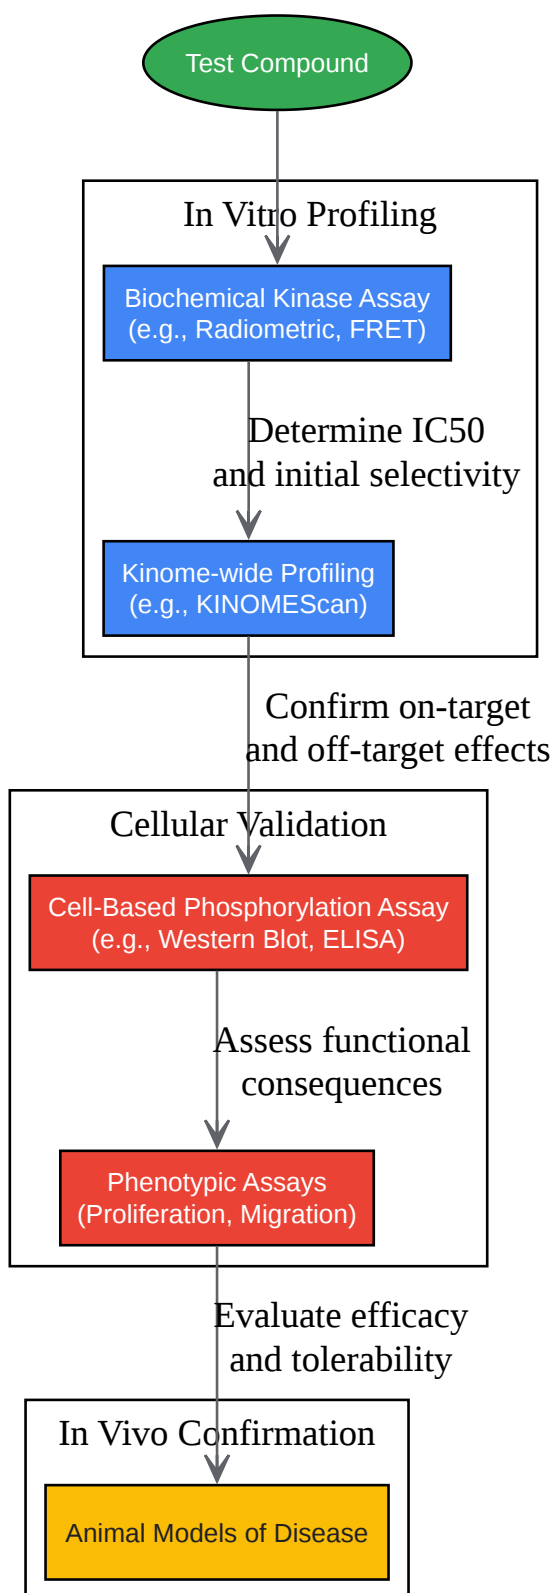 Test Compound
In Vitro Profiling
Biochemical Kinase Assay
(e.g., Radiometric, FRET)
Determine IC50
and initial selectivity
Kinome-wide Profiling
(e.g., KINOMEScan)
Confirm on-target
and off-target effects
Cellular Validation
Cell-Based Phosphorylation Assay
(e.g., Western Blot, ELISA)
Assess functional
consequences
Phenotypic Assays
(Proliferation, Migration)
Evaluate efficacy
and tolerability
In Vivo Confirmation
Animal Models of Disease